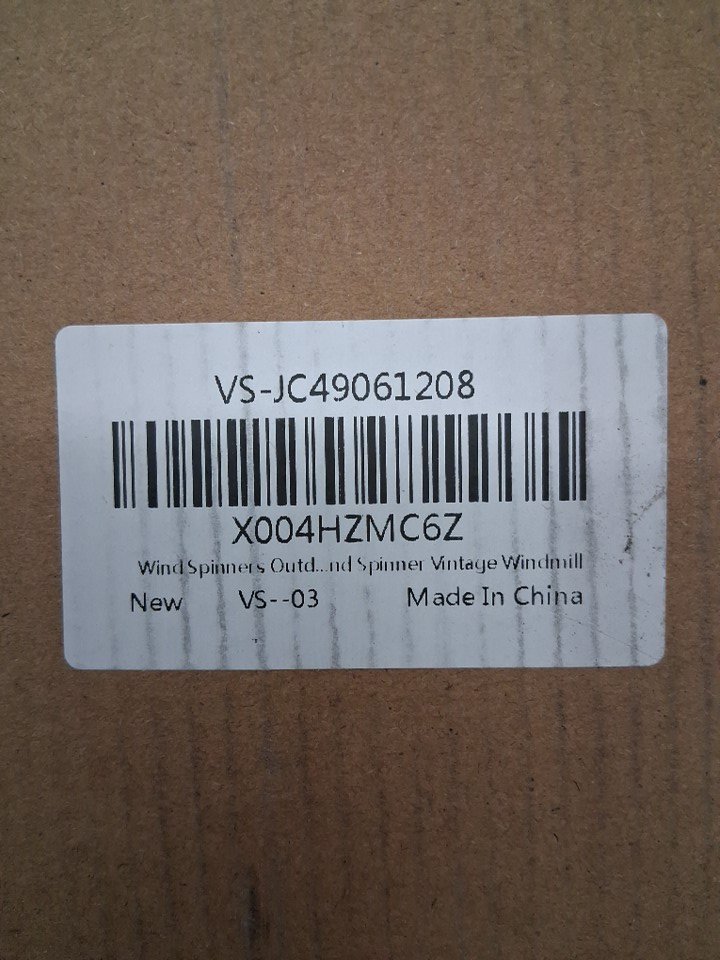 VS-JC49061208
X004HZMC6Z
Wind Spinners Outd...nd Spinner Vintage Windmill
New VS--03 Made In China